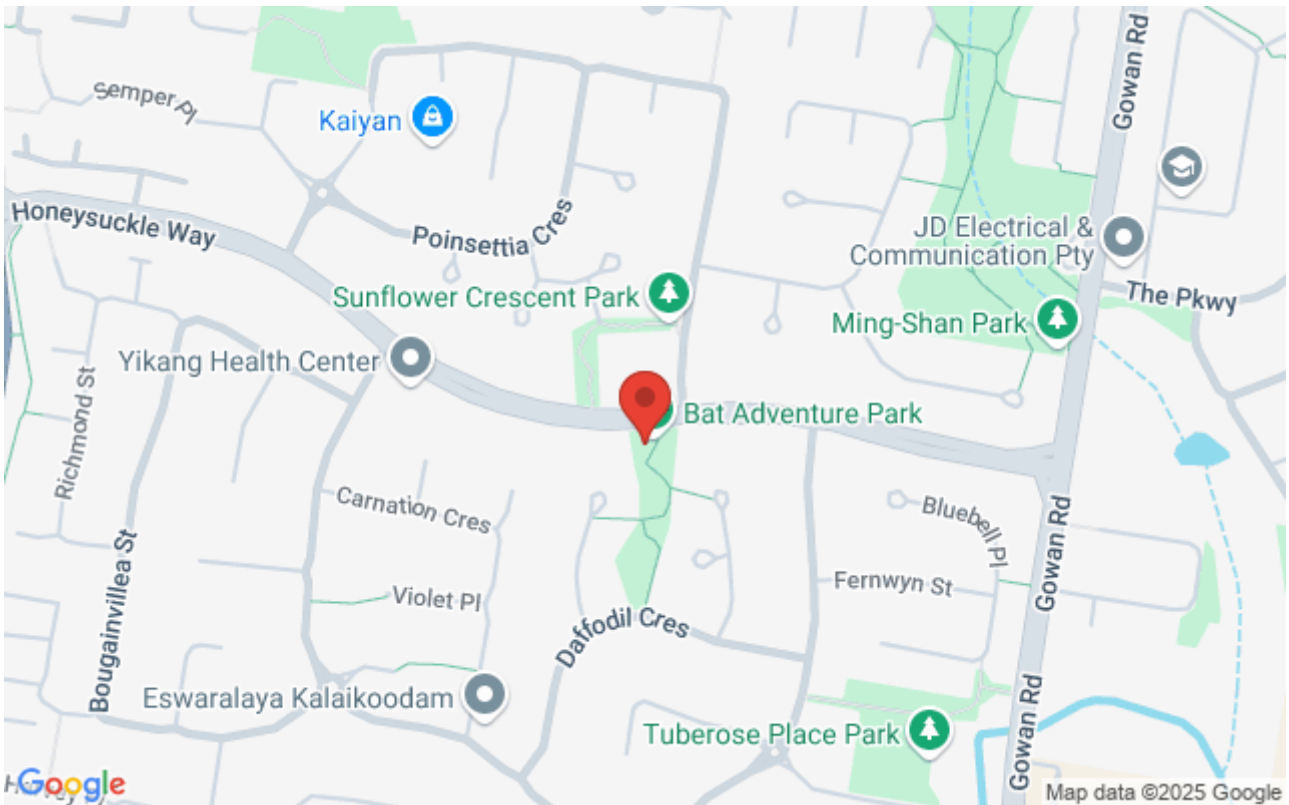 Gowan Rd
Semper Pl
Kaiyan
Honeysuckle Way
Poinsettia Cres
JD Electrical &
Communication Pty
The Pkwy
Sunflower Crescent Park
Ming-Shan Park
Yikang Health Center
Richmond St
Bat Adventure Park
Carnation Cres
Bluebell Pl
Gowan Rd
Violet Pl
Fernwyn St
Bougainvillea St
Daffodil Cres
Eswaralaya Kalaikoodam
Gowan Rd
Tuberose Place Park
Google
Map data ©2025 Google